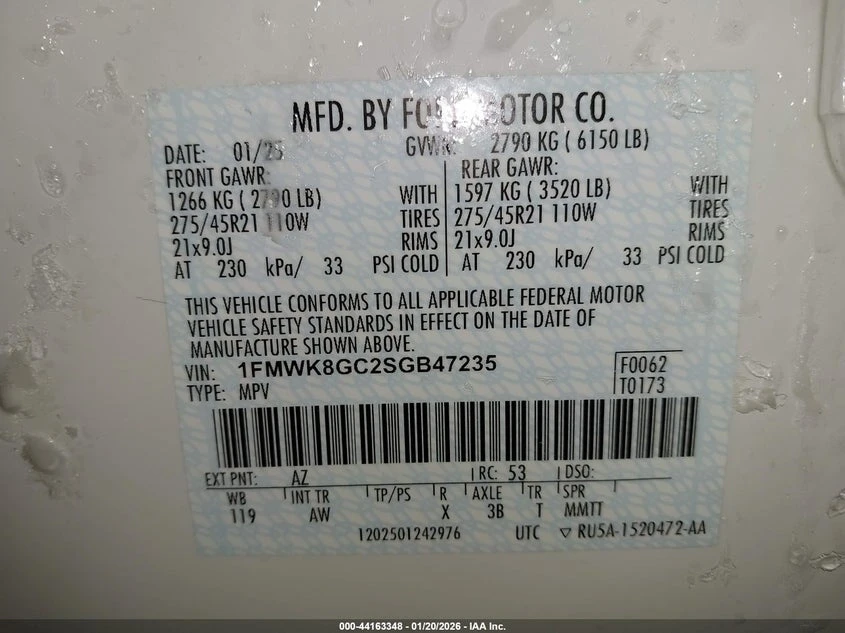 MFD. BY FORD MOTOR CO.
DATE: 01/25 GVWR: 2790 KG ( 6150 LB)
FRONT GAWR: REAR GAWR:
1266 KG ( 2790 LB) WITH 1597 KG ( 3520 LB) WITH
275/45R21 110W TIRES 275/45R21 110W TIRES
21x9.0J RIMS 21x9.0J RIMS
AT 230 kPa/ 33 PSI COLD AT 230 kPa/ 33 PSI COLD
THIS VEHICLE CONFORMS TO ALL APPLICABLE FEDERAL MOTOR
VEHICLE SAFETY STANDARDS IN EFFECT ON THE DATE OF
MANUFACTURE SHOWN ABOVE.
VIN: 1FMWK8GC2SGB47235 F0062
TYPE: MPV T0173
EXT PNT: AZ RC: 53 DSO:
WB INT TR TP/PS R AXLE TR SPR
119 AW X 3B T MMTT
1202501242976 UTC ▽ RU5A-1520472-AA
000-44163348 - 01/20/2026 - IAA Inc.